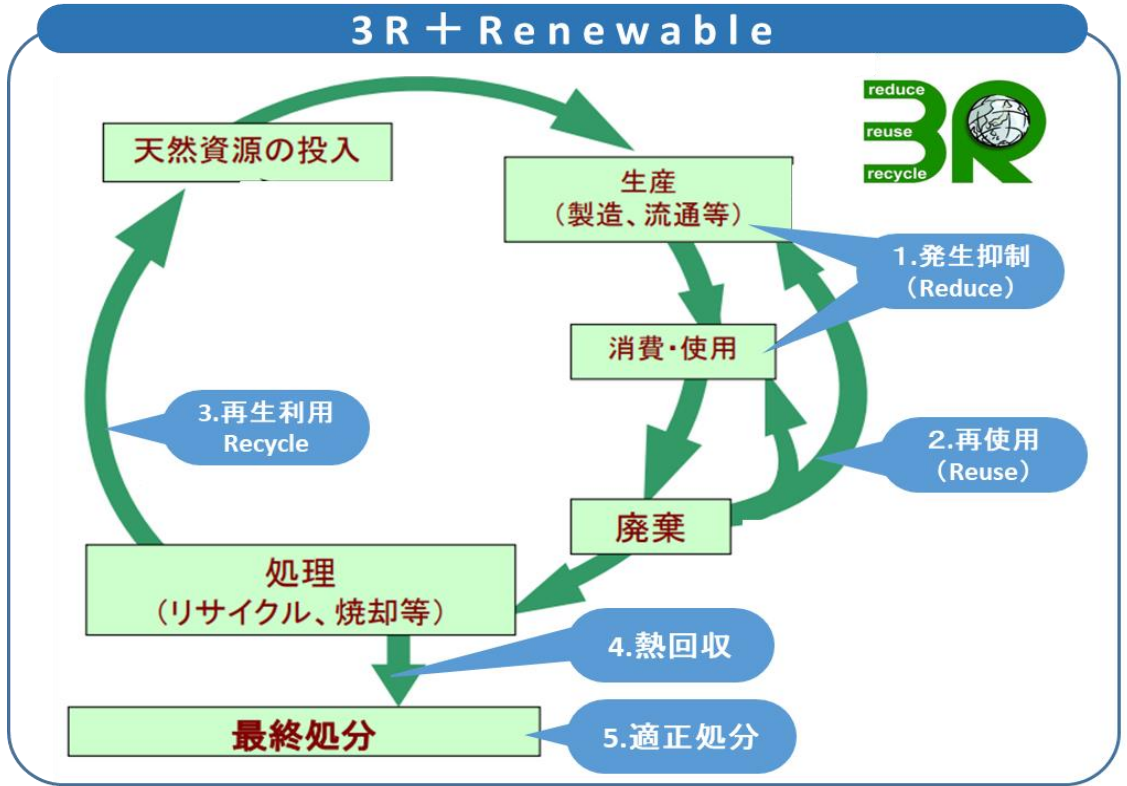 3R＋Renewable
天然資源の投入
生産
（製造、流通等）
reduce
reuse
recycle
3R
1.発生抑制
（Reduce）
消費・使用
3.再生利用
Recycle
2.再使用
（Reuse）
廃棄
処理
（リサイクル、焼却等）
4.熱回収
最終処分
5.適正処分